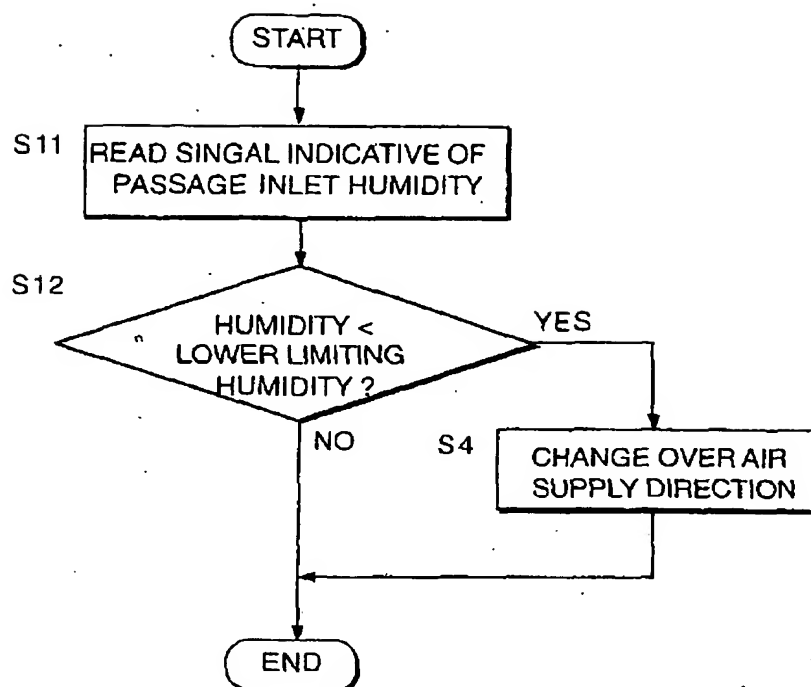 START
S11
READ SINGAL INDICATIVE OF
PASSAGE INLET HUMIDITY
S12
HUMIDITY <
LOWER LIMITING
HUMIDITY ?
YES
NO
S4
CHANGE OVER AIR
SUPPLY DIRECTION
END